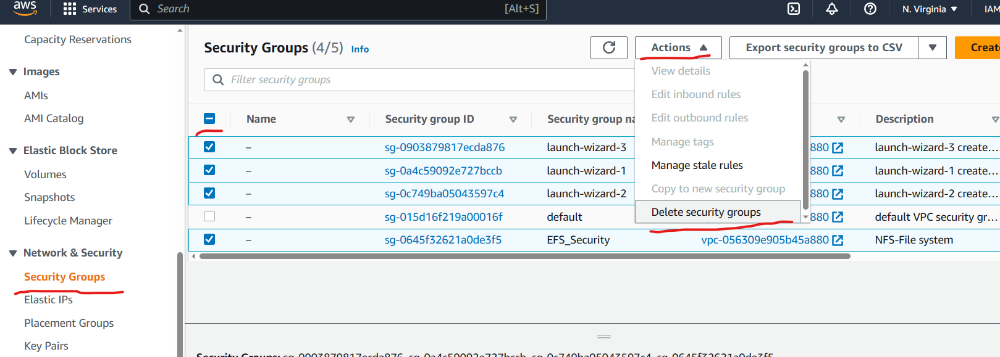 aws
Services
Search
[Alt+S]
N. Virginia
IAM
Capacity Reservations
Images
AMIs
AMI Catalog
Elastic Block Store
Volumes
Snapshots
Lifecycle Manager
Network & Security
Security Groups
Elastic IPs
Placement Groups
Key Pairs
Security Groups (4/5) Info
Actions
Export security groups to CSV
Create
Filter security groups
View details
Edit inbound rules
Edit outbound rules
Manage tags
Manage stale rules
Copy to new security group
Delete security groups
Name Security group ID Security group na Description
– sg-0903879817ecda876 launch-wizard-3 880 launch-wizard-3 create...
– sg-0a4c59092e727bccb launch-wizard-1 880 launch-wizard-1 create...
– sg-0c749ba05043597c4 launch-wizard-2 880 launch-wizard-2 create...
– sg-015d16f219a00016f default 880 default VPC security gr...
– sg-0645f32621a0de3f5 EFS_Security vpc-056309e905b45a880 NFS-File system
Security Groups: sg-0903879817ecda876, sg-0a4c59092e727bccb, sg-0c749ba05043597c4, sg-0645f32621a0de3f5